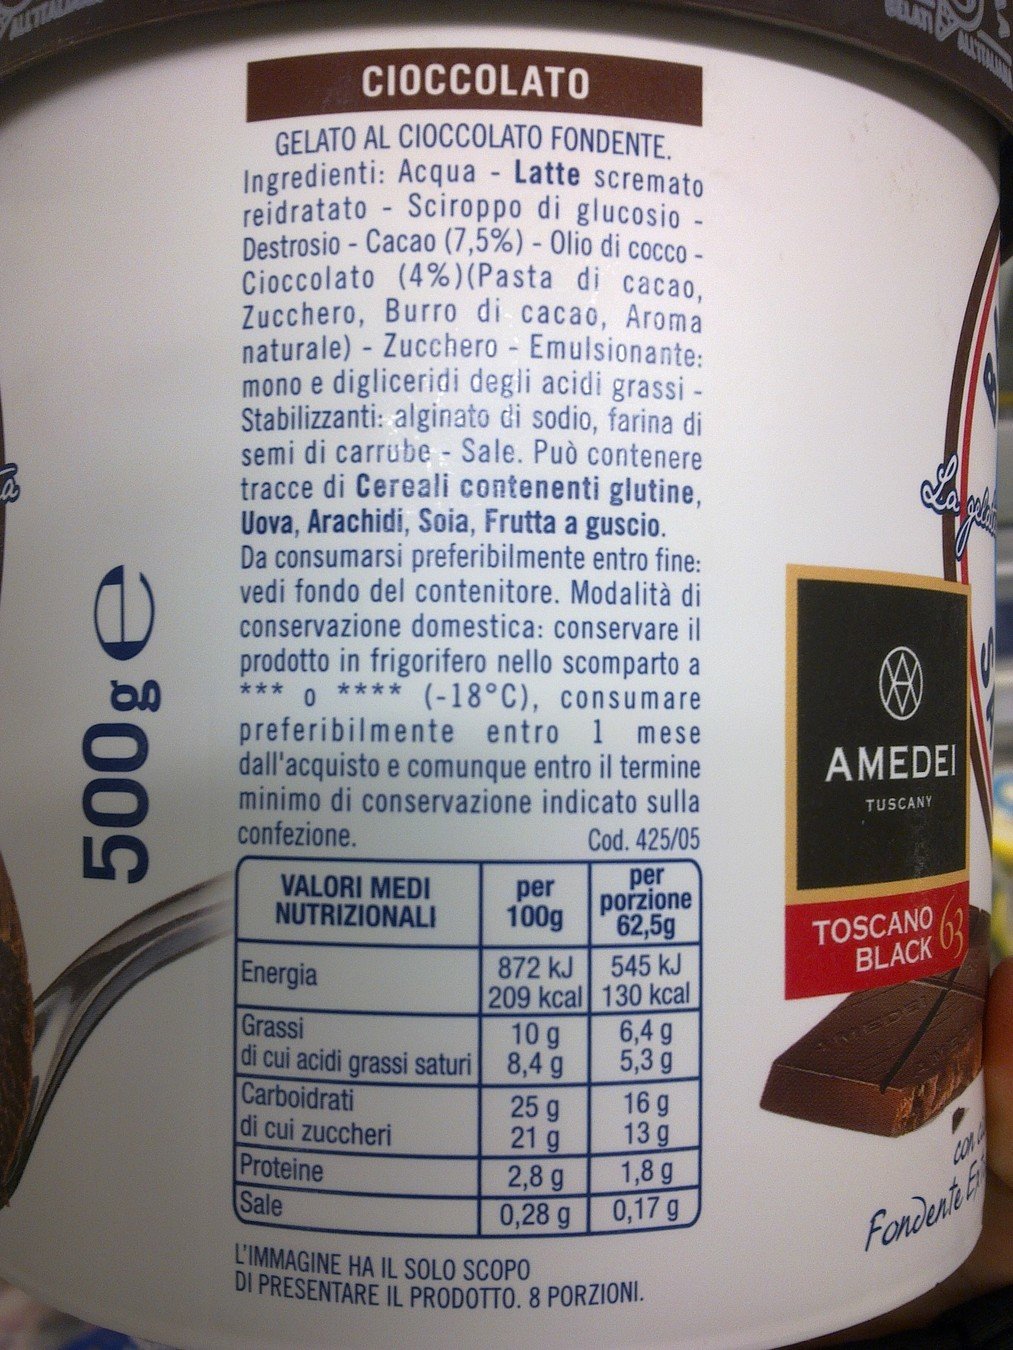 GELATI
ALL'ITALIANA
CIOCCOLATO
GELATO AL CIOCCOLATO FONDENTE.
Ingredienti: Acqua - Latte scremato
reidratato - Sciroppo di glucosio -
Destrosio - Cacao (7,5%) - Olio di cocco -
Cioccolato (4%)(Pasta di cacao,
Zucchero, Burro di cacao, Aroma
naturale) - Zucchero - Emulsionante:
mono e digliceridi degli acidi grassi -
Stabilizzanti: alginato di sodio, farina di
semi di carrube - Sale. Può contenere
tracce di Cereali contenenti glutine,
Uova, Arachidi, Soia, Frutta a guscio.
Da consumarsi preferibilmente entro fine:
vedi fondo del contenitore. Modalità di
conservazione domestica: conservare il
prodotto in frigorifero nello scomparto a
*** o **** (-18°C), consumare
preferibilmente entro 1 mese
dall'acquisto e comunque entro il termine
minimo di conservazione indicato sulla
confezione. Cod. 425/05
VALORI MEDI NUTRIZIONALI per 100g per porzione 62,5g
Energia 872 kJ 545 kJ
209 kcal 130 kcal
Grassi 10 g 6,4 g
di cui acidi grassi saturi 8,4 g 5,3 g
Carboidrati 25 g 16 g
di cui zuccheri 21 g 13 g
Proteine 2,8 g 1,8 g
Sale 0,28 g 0,17 g
L'IMMAGINE HA IL SOLO SCOPO
DI PRESENTARE IL PRODOTTO. 8 PORZIONI.
500g e
La
AMEDEI
TUSCANY
TOSCANO
BLACK 63
AMEDEI
con
Fondente